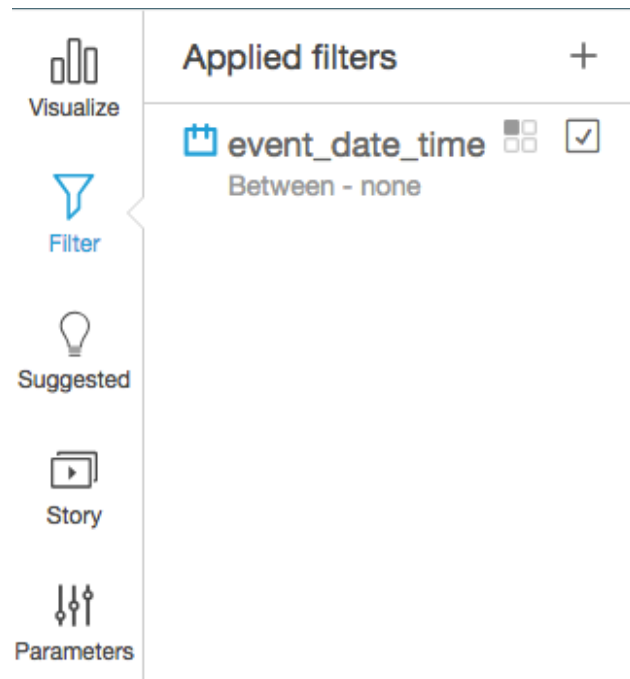 Visualize
Filter
Suggested
Story
Parameters
Applied filters
event_date_time
Between - none